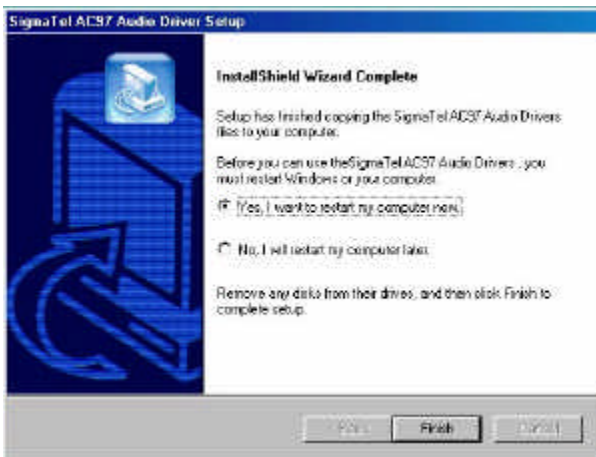 SigmaTel AC97 Audio Driver Setup
InstallShield Wizard Complete
Setup has finished copying the SigmaTel AC97 Audio Drivers
files to your computer.
Before you can use theSigmaTel AC97 Audio Drivers , you
must restart Windows or your computer.
Yes, I want to restart my computer now.
No, I will restart my computer later.
Remove any disks from their drives, and then click Finish to
complete setup.
Finish
Cancel